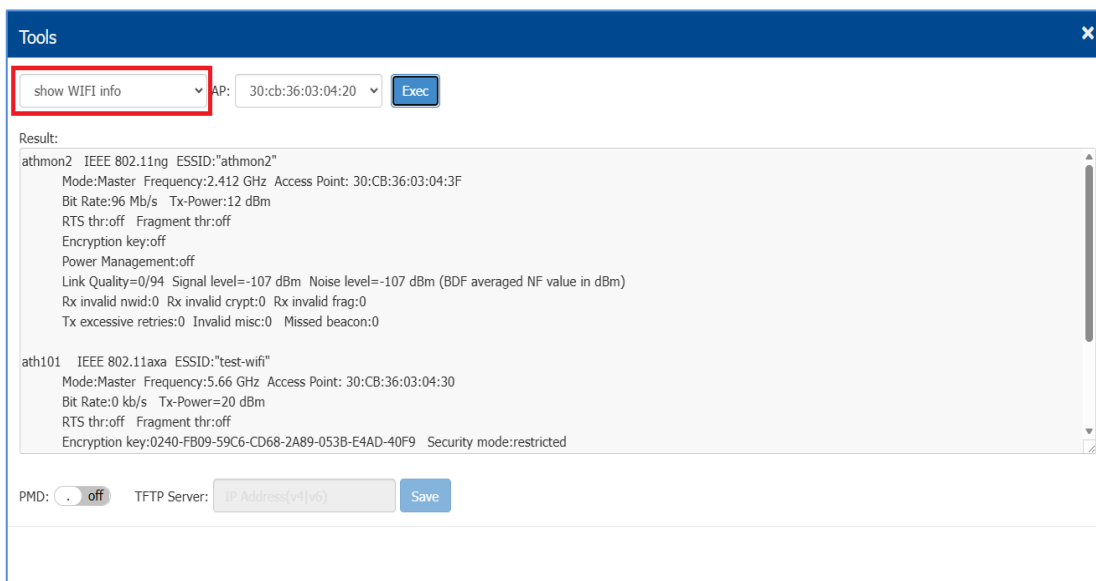 Tools
×
show WIFI info AP: 30:cb:36:03:04:20 Exec
Result:
athmon2 IEEE 802.11ng ESSID:"athmon2"
Mode:Master Frequency:2.412 GHz Access Point: 30:CB:36:03:04:3F
Bit Rate:96 Mb/s Tx-Power:12 dBm
RTS thr:off Fragment thr:off
Encryption key:off
Power Management:off
Link Quality=0/94 Signal level=-107 dBm Noise level=-107 dBm (BDF averaged NF value in dBm)
Rx invalid nwid:0 Rx invalid crypt:0 Rx invalid frag:0
Tx excessive retries:0 Invalid misc:0 Missed beacon:0
ath101 IEEE 802.11axa ESSID:"test-wifi"
Mode:Master Frequency:5.66 GHz Access Point: 30:CB:36:03:04:30
Bit Rate:0 kb/s Tx-Power=20 dBm
RTS thr:off Fragment thr:off
Encryption key:0240-FB09-59C6-CD68-2A89-053B-E4AD-40F9 Security mode:restricted
PMD: . off TFTP Server: IP Address(v4|v6) Save